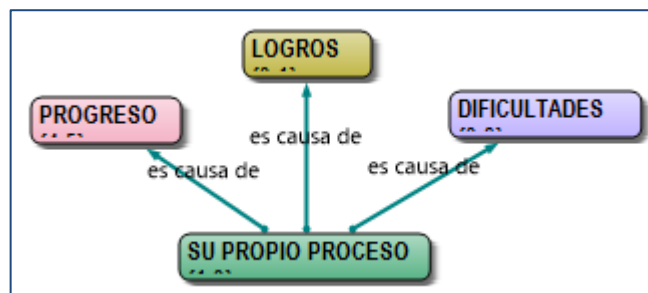 LOGROS
PROGRESO
DIFICULTADES
es causa de
es causa de
es causa de
SU PROPIO PROCESO